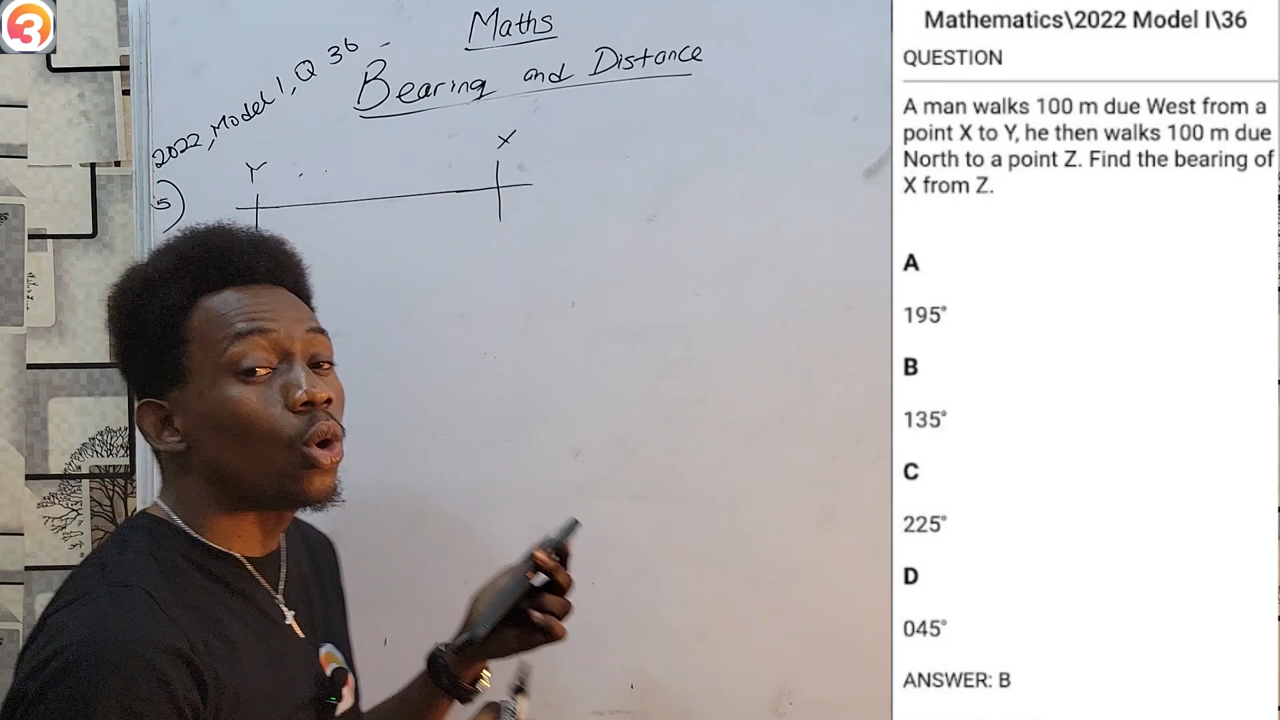 3
Maths
Bearing and Distance
2022, Model 1, Q 36
5)
Y
X
Mathematics\2022 Model I\36
QUESTION
A man walks 100 m due West from a
point X to Y, he then walks 100 m due
North to a point Z. Find the bearing of
X from Z.
A
195°
B
135°
C
225°
D
045°
ANSWER: B